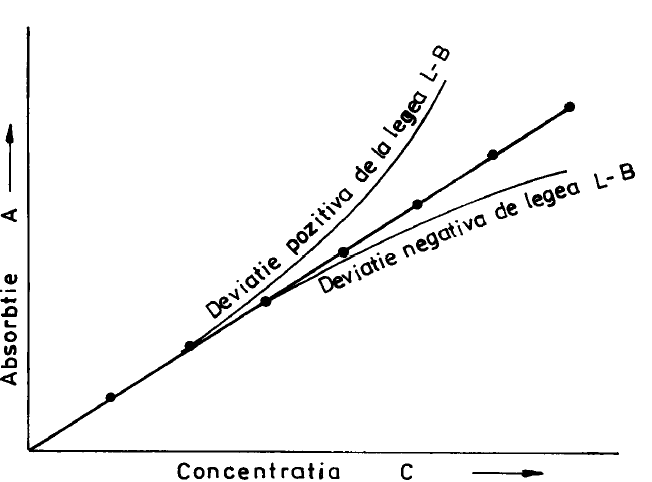 Deviatie pozitiva de la legea L-B
Deviatie negativa de legea L-B
Absorbtie A
Concentratia C